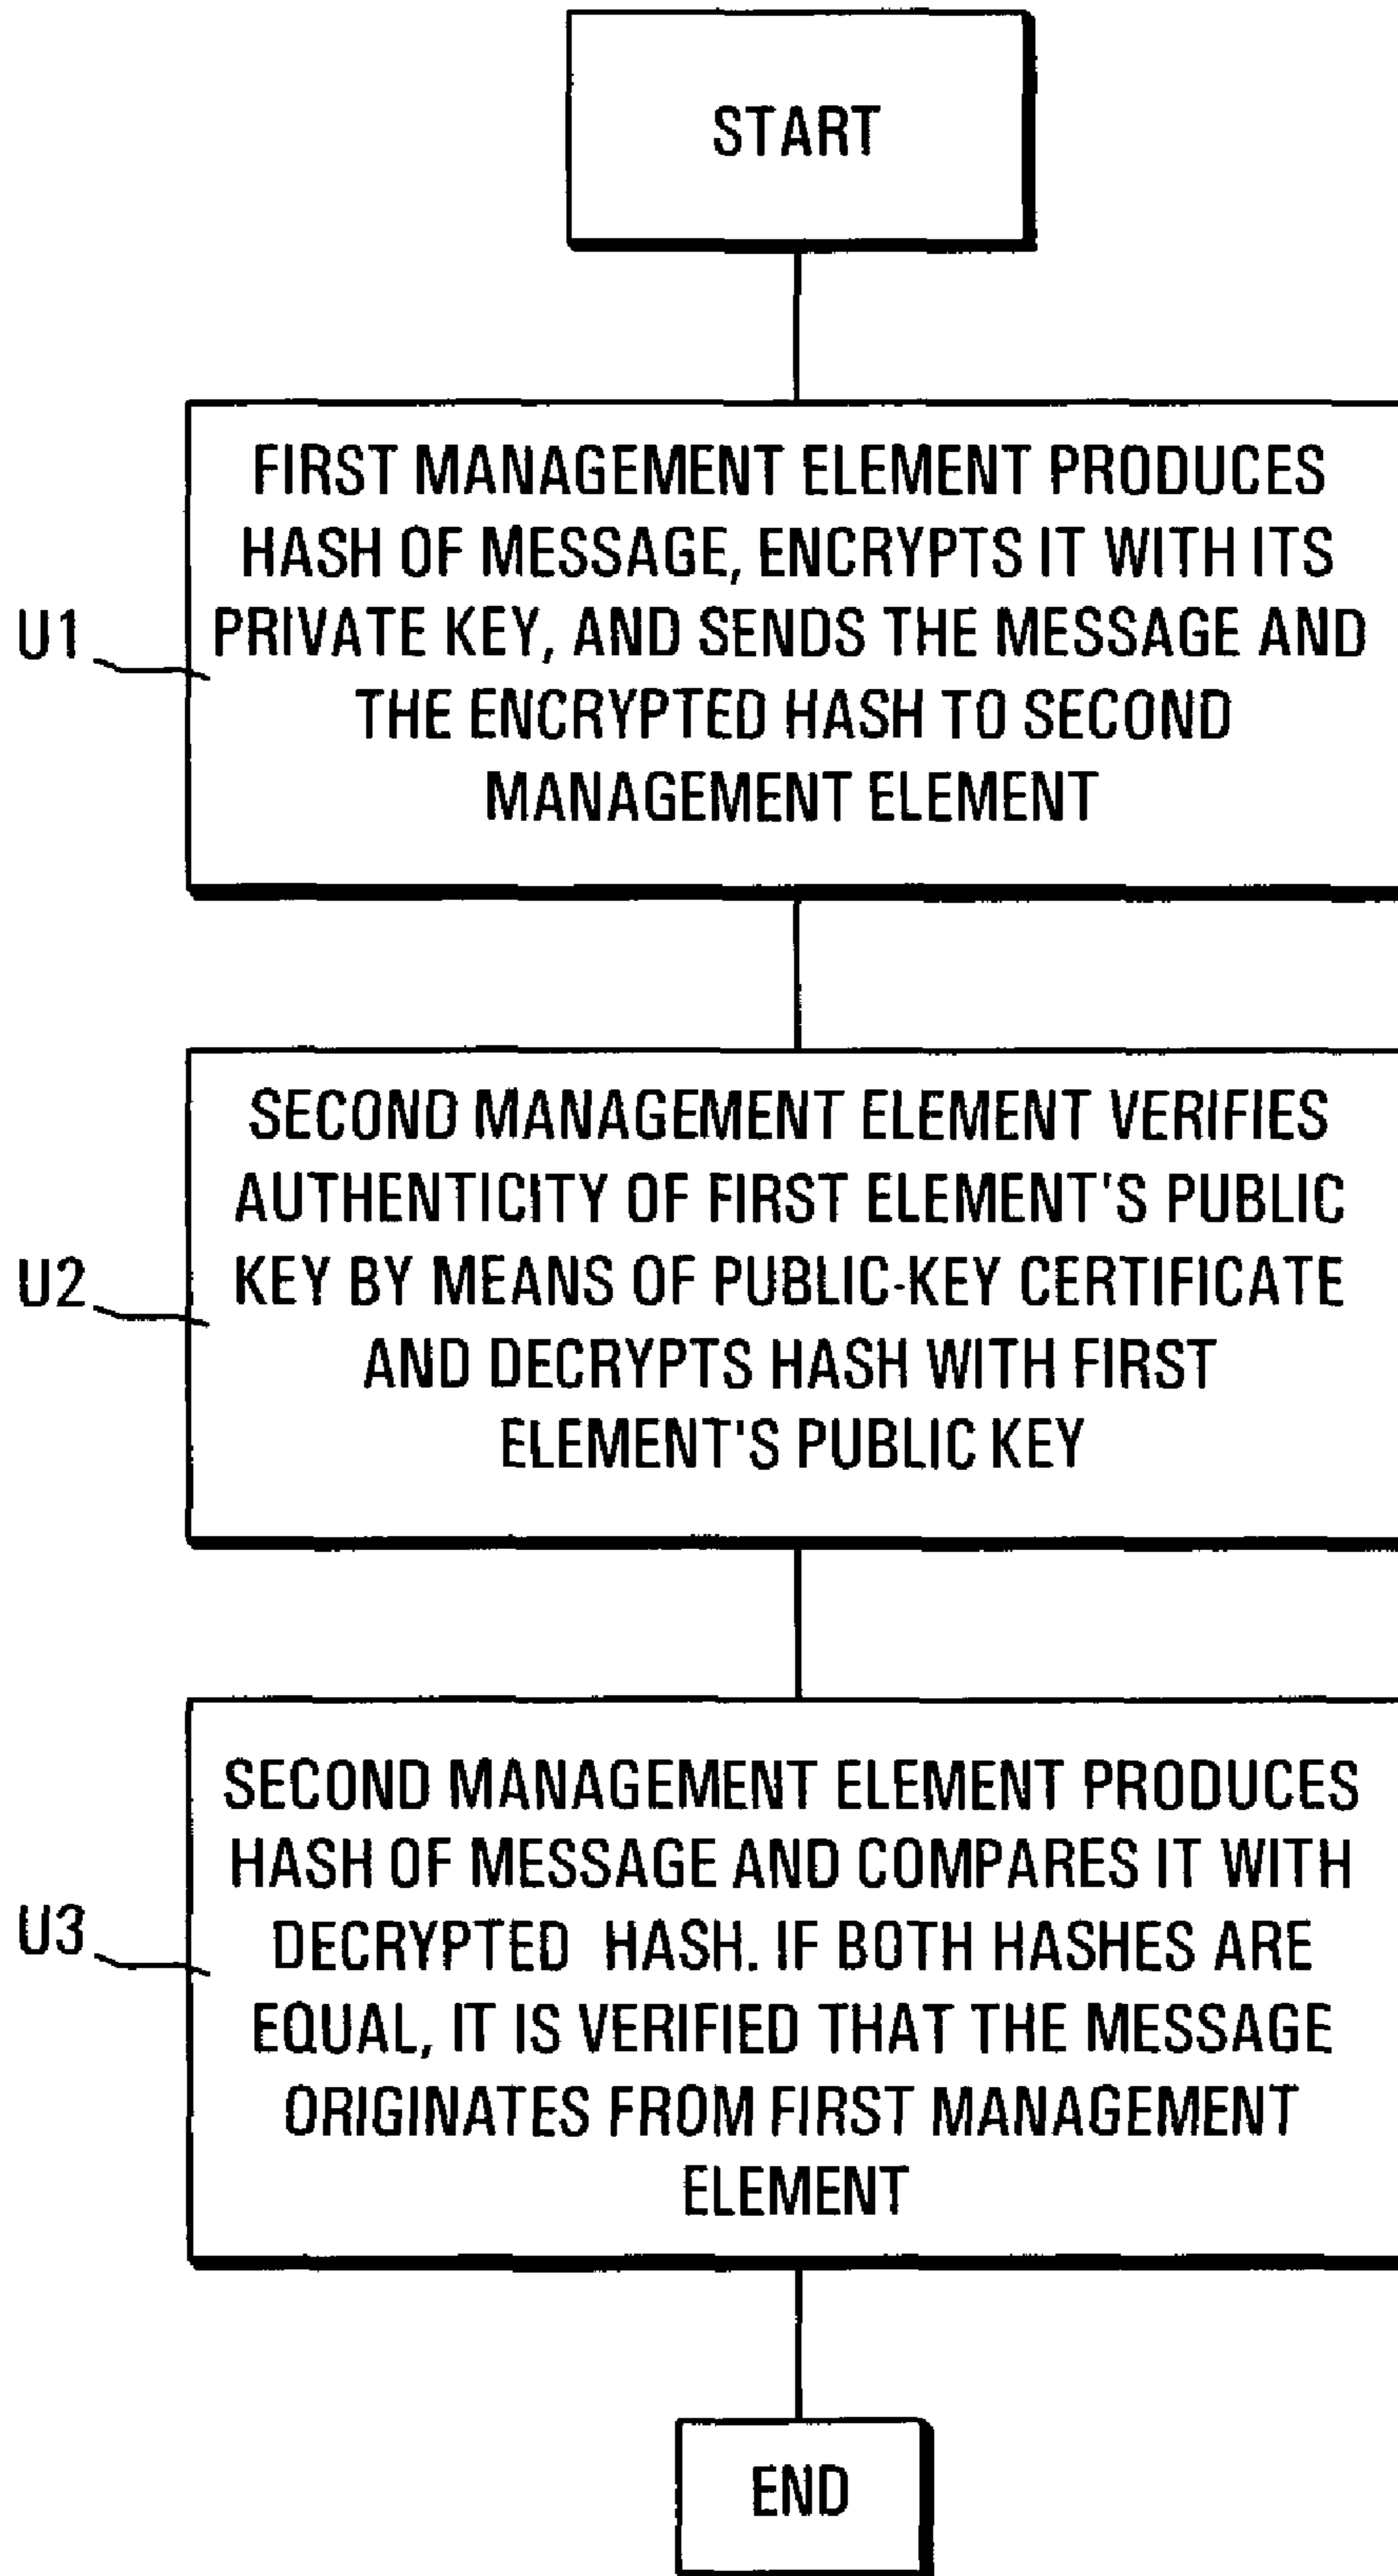 START
FIRST MANAGEMENT ELEMENT PRODUCES
HASH OF MESSAGE, ENCRYPTS IT WITH ITS
U1
PRIVATE KEY, AND SENDS THE MESSAGE AND
THE ENCRYPTED HASH TO SECOND
MANAGEMENT ELEMENT
SECOND MANAGEMENT ELEMENT VERIFIES
AUTHENTICITY OF FIRST ELEMENT'S PUBLIC
U2
KEY BY MEANS OF PUBLIC-KEY CERTIFICATE
AND DECRYPTS HASH WITH FIRST
ELEMENT'S PUBLIC KEY
SECOND MANAGEMENT ELEMENT PRODUCES
HASH OF MESSAGE AND COMPARES IT WITH
U3
DECRYPTED HASH. IF BOTH HASHES ARE
EQUAL, IT IS VERIFIED THAT THE MESSAGE
ORIGINATES FROM FIRST MANAGEMENT
ELEMENT
END